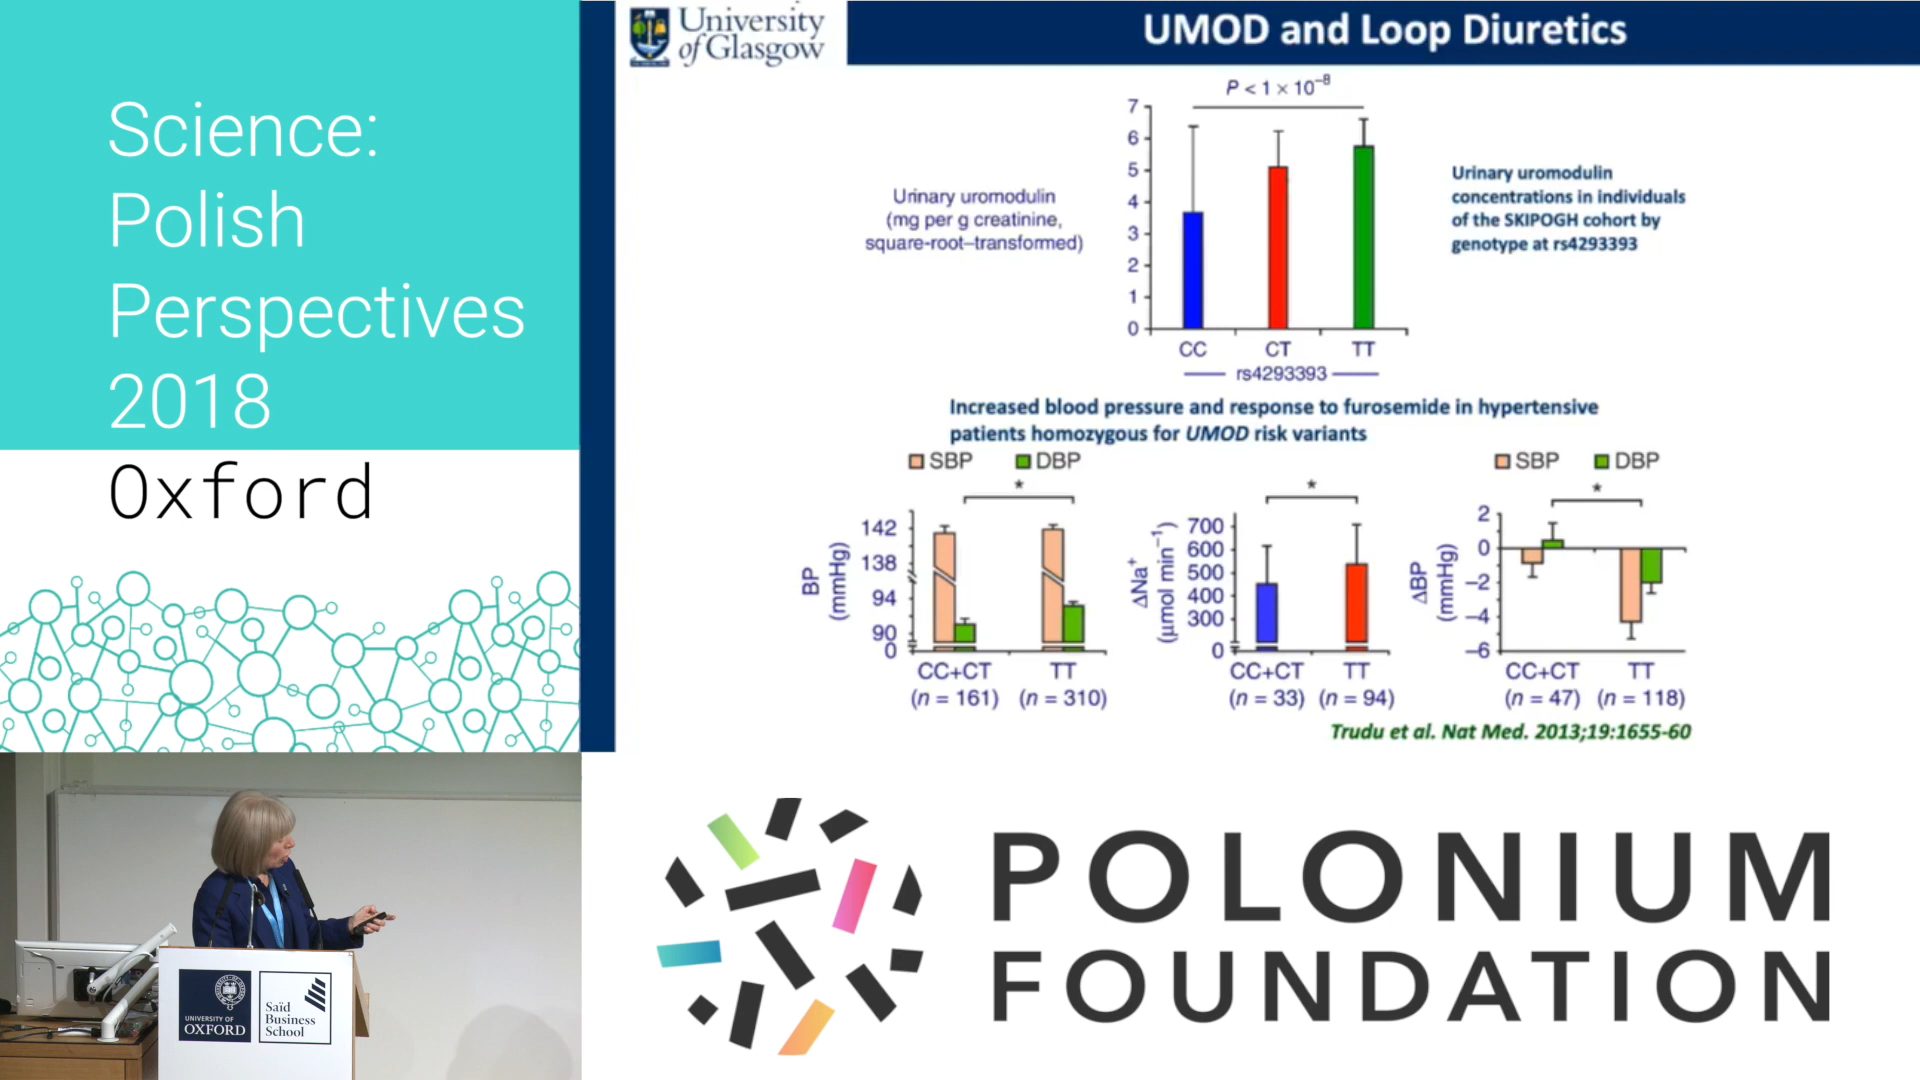 Science:
Polish
Perspectives
2018
Oxford
University
of Glasgow
UMOD and Loop Diuretics
P < 1 × 10⁻⁸
7
6
5
4
3
2
1
0
Urinary uromodulin
(mg per g creatinine,
square-root–transformed)
CC CT TT
rs4293393
Urinary uromodulin
concentrations in individuals
of the SKIPOGH cohort by
genotype at rs4293393
Increased blood pressure and response to furosemide in hypertensive
patients homozygous for UMOD risk variants
SBP DBP
*
BP
(mmHg)
142
138
94
90
0
CC+CT TT
(n = 161) (n = 310)
*
ΔNa⁺
(µmol min⁻¹)
700
600
500
400
300
0
CC+CT TT
(n = 33) (n = 94)
SBP DBP
*
ΔBP
(mmHg)
2
0
−2
−4
−6
CC+CT TT
(n = 47) (n = 118)
Trudu et al. Nat Med. 2013;19:1655-60
UNIVERSITY OF
OXFORD
Saïd
Business
School
POLONIUM
FOUNDATION